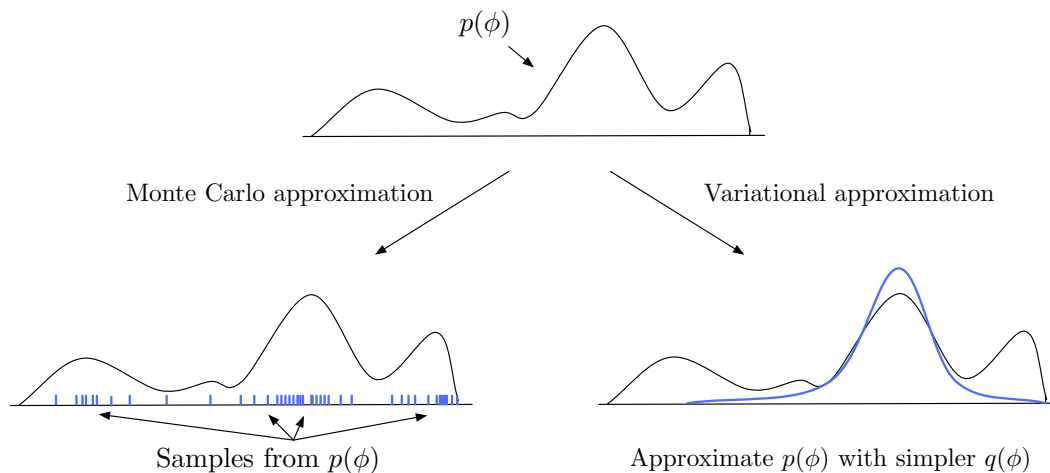 p(ϕ)
Monte Carlo approximation
Variational approximation
Samples from p(ϕ)
Approximate p(ϕ) with simpler q(ϕ)